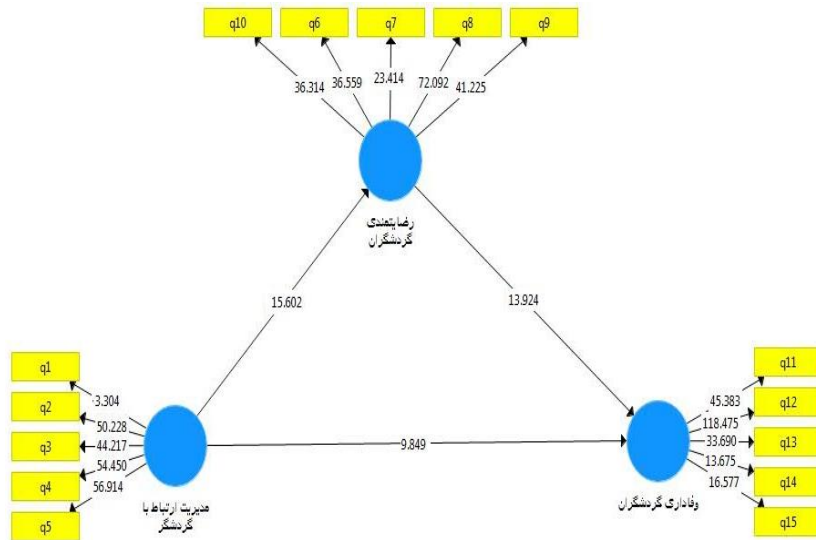 q10 q6 q7 q8 q9
36.314 36.559 23.414 72.092 41.225
رضایتمندی
گردشگران
15.602
13.924
q1
q2
q3
q4
q5
3.304
50.228
44.217
54.450
56.914
مدیریت ارتباط با
گردشگر
9.849
q11
q12
q13
q14
q15
45.383
118.475
33.690
13.675
16.577
وفاداری گردشگران